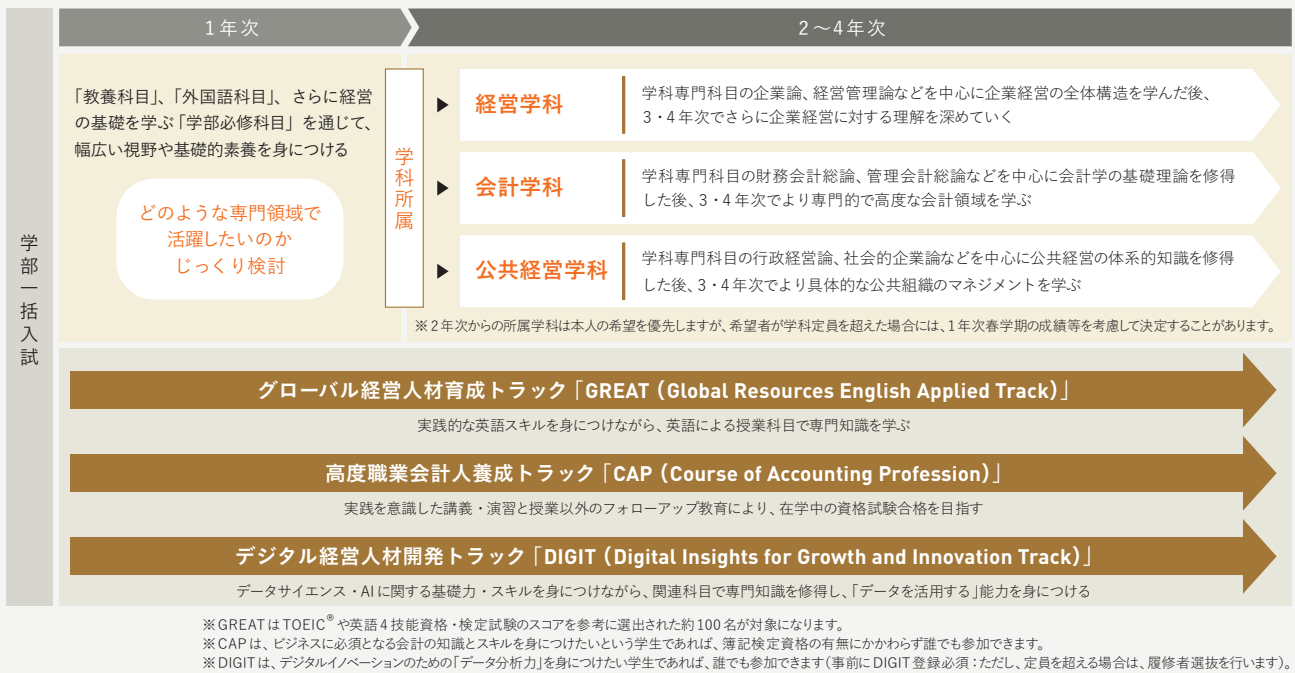 1年次
2～4年次
学部一括入試
「教養科目」、「外国語科目」、さらに経営
の基礎を学ぶ「学部必修科目」を通じて、
幅広い視野や基礎的素養を身につける
どのような専門領域で
活躍したいのか
じっくり検討
学科所属
▶ 経営学科
学科専門科目の企業論、経営管理論などを中心に企業経営の全体構造を学んだ後、
3・4年次でさらに企業経営に対する理解を深めていく
▶ 会計学科
学科専門科目の財務会計総論、管理会計総論などを中心に会計学の基礎理論を修得
した後、3・4年次でより専門的で高度な会計領域を学ぶ
▶ 公共経営学科
学科専門科目の行政経営論、社会的企業論などを中心に公共経営の体系的知識を修得
した後、3・4年次でより具体的な公共組織のマネジメントを学ぶ
※2年次からの所属学科は本人の希望を優先しますが、希望者が学科定員を超えた場合には、1年次春学期の成績等を考慮して決定することがあります。
グローバル経営人材育成トラック「GREAT（Global Resources English Applied Track）」
実践的な英語スキルを身につけながら、英語による授業科目で専門知識を学ぶ
高度職業会計人養成トラック「CAP（Course of Accounting Profession）」
実践を意識した講義・演習と授業以外のフォローアップ教育により、在学中の資格試験合格を目指す
デジタル経営人材開発トラック「DIGIT（Digital Insights for Growth and Innovation Track）」
データサイエンス・AIに関する基礎力・スキルを身につけながら、関連科目で専門知識を修得し、「データを活用する」能力を身につける
※GREATはTOEIC®や英語4技能資格・検定試験のスコアを参考に選出された約100名が対象になります。
※CAPは、ビジネスに必須となる会計の知識とスキルを身につけたいという学生であれば、簿記検定資格の有無にかかわらず誰でも参加できます。
※DIGITは、デジタルイノベーションのための「データ分析力」を身につけたい学生であれば、誰でも参加できます（事前にDIGIT登録必須：ただし、定員を超える場合は、履修者選抜を行います）。